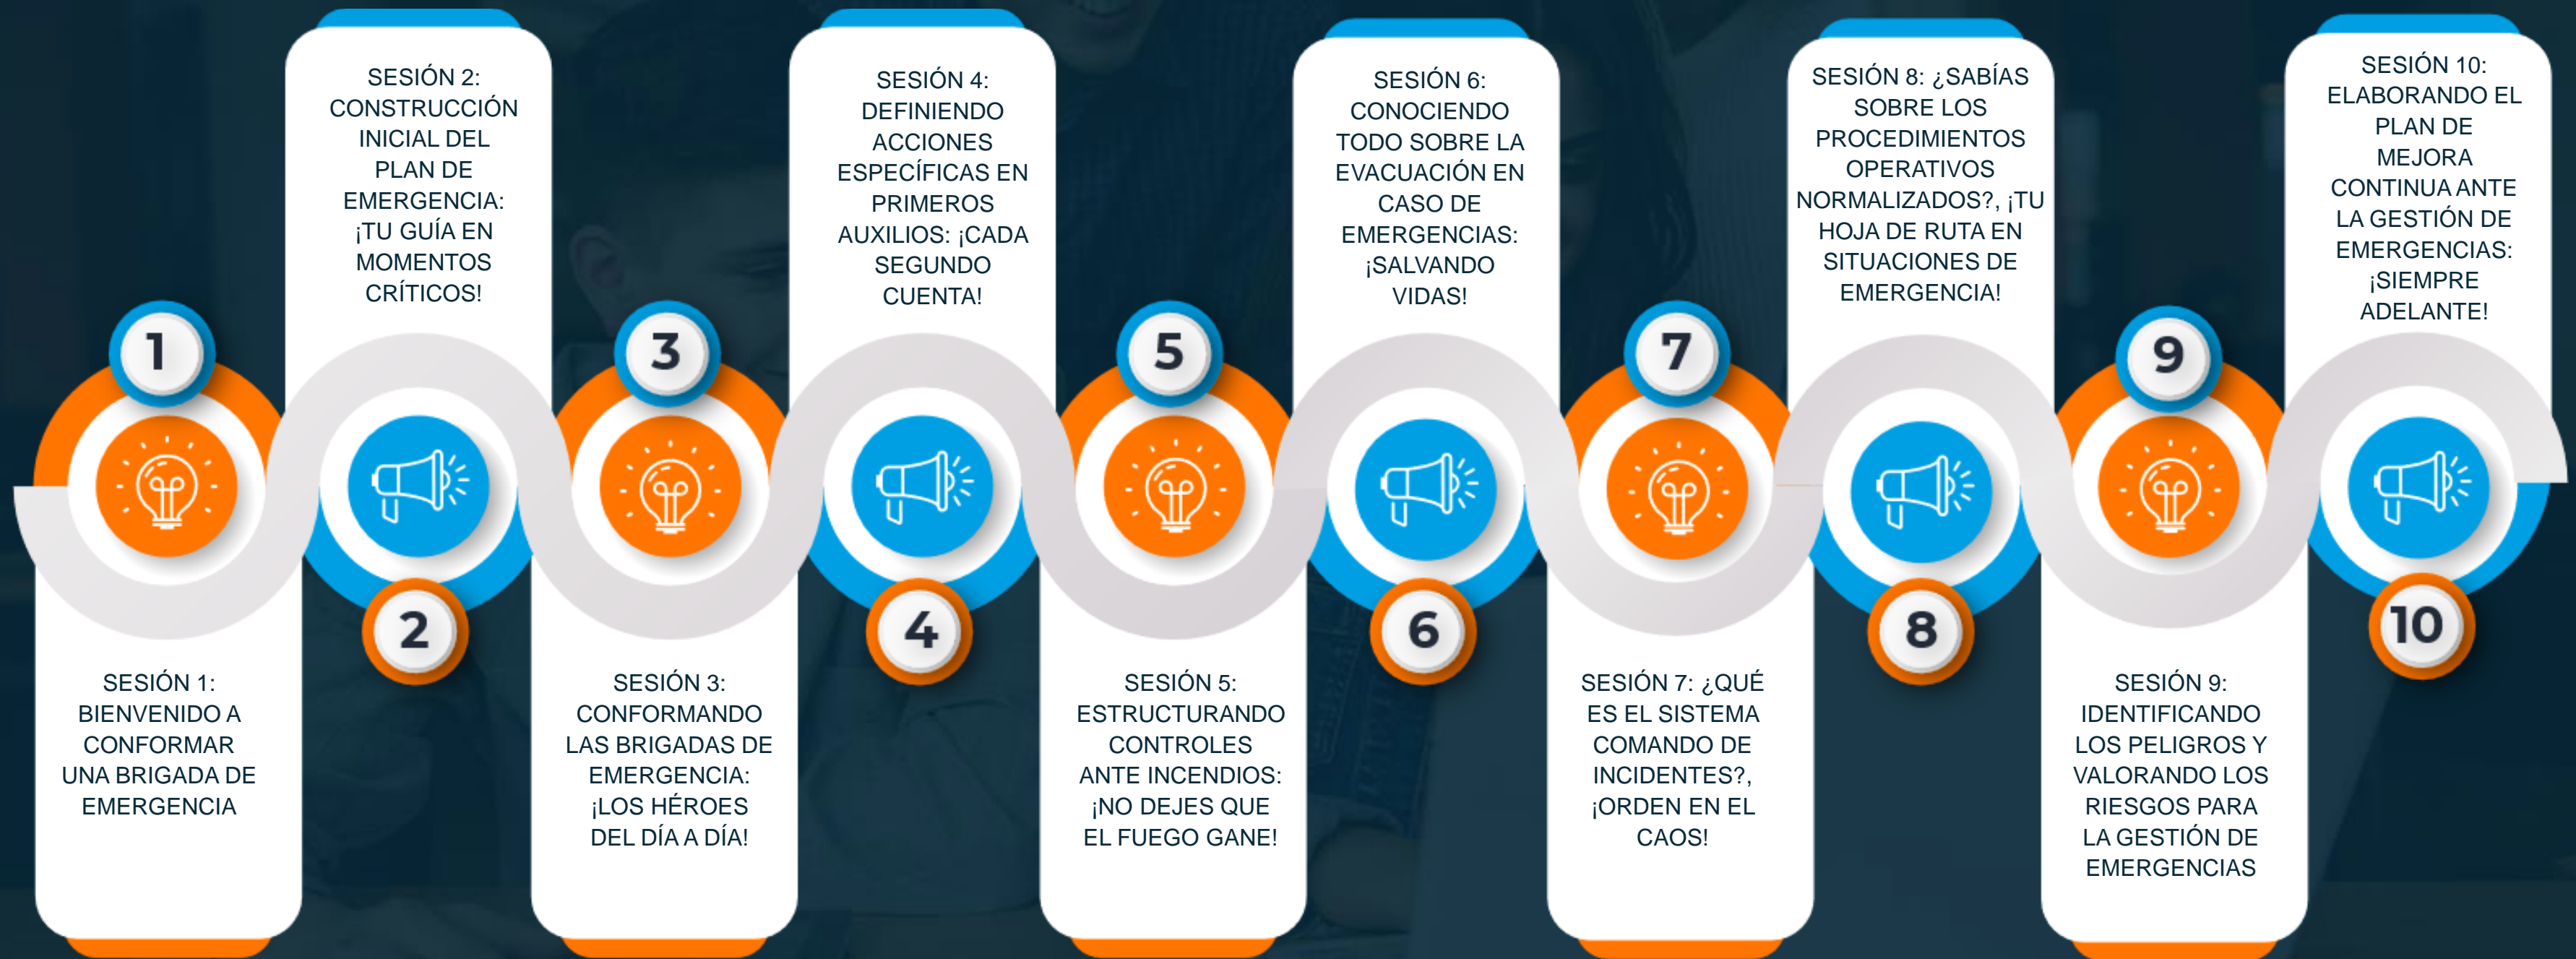 1
SESIÓN 1:
BIENVENIDO A
CONFORMAR
UNA BRIGADA DE
EMERGENCIA
SESIÓN 2:
CONSTRUCCIÓN
INICIAL DEL
PLAN DE
EMERGENCIA:
¡TU GUÍA EN
MOMENTOS
CRÍTICOS!
2
3
SESIÓN 3:
CONFORMANDO
LAS BRIGADAS DE
EMERGENCIA:
¡LOS HÉROES
DEL DÍA A DÍA!
SESIÓN 4:
DEFINIENDO
ACCIONES
ESPECÍFICAS EN
PRIMEROS
AUXILIOS: ¡CADA
SEGUNDO
CUENTA!
4
5
SESIÓN 5:
ESTRUCTURANDO
CONTROLES
ANTE INCENDIOS:
¡NO DEJES QUE
EL FUEGO GANE!
SESIÓN 6:
CONOCIENDO
TODO SOBRE LA
EVACUACIÓN EN
CASO DE
EMERGENCIAS:
¡SALVANDO
VIDAS!
6
7
SESIÓN 7: ¿QUÉ
ES EL SISTEMA
COMANDO DE
INCIDENTES?,
¡ORDEN EN EL
CAOS!
SESIÓN 8: ¿SABÍAS
SOBRE LOS
PROCEDIMIENTOS
OPERATIVOS
NORMALIZADOS?, ¡TU
HOJA DE RUTA EN
SITUACIONES DE
EMERGENCIA!
8
9
SESIÓN 9:
IDENTIFICANDO
LOS PELIGROS Y
VALORANDO LOS
RIESGOS PARA
LA GESTIÓN DE
EMERGENCIAS
SESIÓN 10:
ELABORANDO EL
PLAN DE
MEJORA
CONTINUA ANTE
LA GESTIÓN DE
EMERGENCIAS:
¡SIEMPRE
ADELANTE!
10